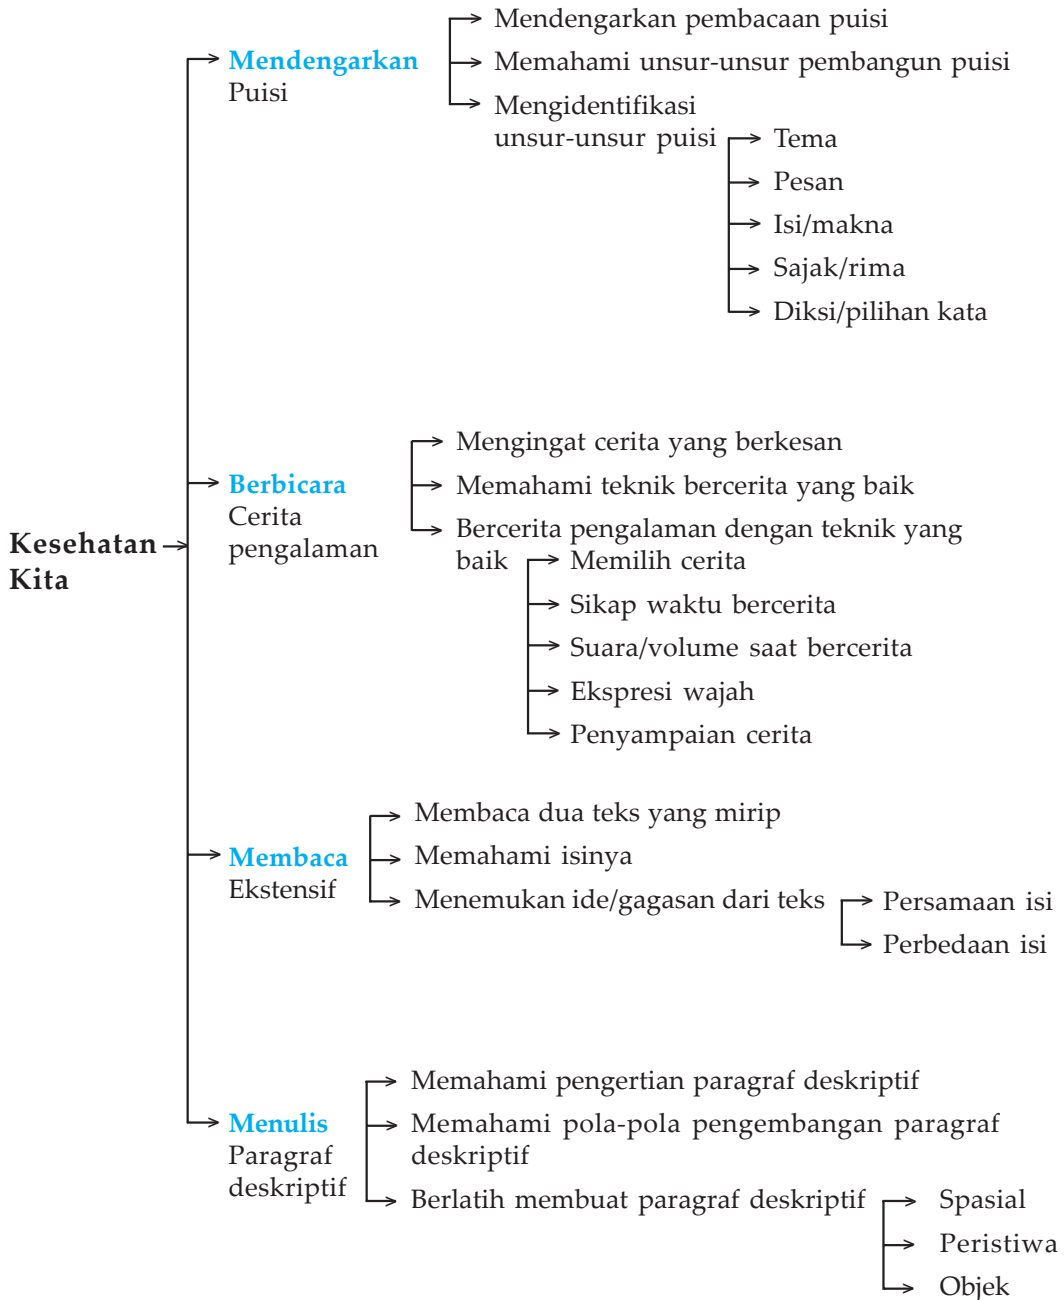 Kesehatan
Kita
Mendengarkan
Puisi
Mendengarkan pembacaan puisi
Memahami unsur-unsur pembangun puisi
Mengidentifikasi
unsur-unsur puisi
Tema
Pesan
Isi/makna
Sajak/rima
Diksi/pilihan kata
Berbicara
Cerita
pengalaman
Mengingat cerita yang berkesan
Memahami teknik bercerita yang baik
Bercerita pengalaman dengan teknik yang
baik
Memilih cerita
Sikap waktu bercerita
Suara/volume saat bercerita
Ekspresi wajah
Penyampaian cerita
Membaca
Ekstensif
Membaca dua teks yang mirip
Memahami isinya
Menemukan ide/gagasan dari teks
Persamaan isi
Perbedaan isi
Menulis
Paragraf
deskriptif
Memahami pengertian paragraf deskriptif
Memahami pola-pola pengembangan paragraf
deskriptif
Berlatih membuat paragraf deskriptif
Spasial
Peristiwa
Objek